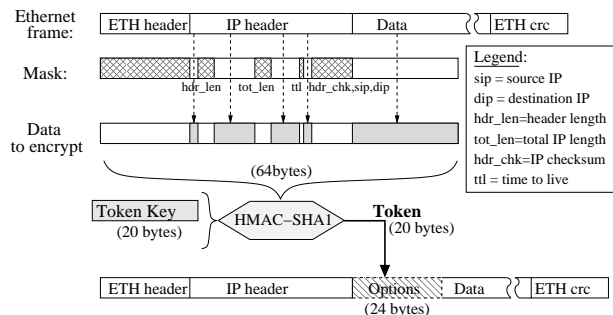 Ethernet
frame:
ETH header
IP header
Data
ETH crc
Mask:
hdr_len
tot_len
ttl
hdr_chk,sip,dip
Legend:
sip = source IP
dip = destination IP
hdr_len=header length
tot_len=total IP length
hdr_chk=IP checksum
ttl = time to live
Data
to encrypt
(64bytes)
Token Key
(20 bytes)
HMAC−SHA1
Token
(20 bytes)
ETH header
IP header
Options
Data
ETH crc
(24 bytes)